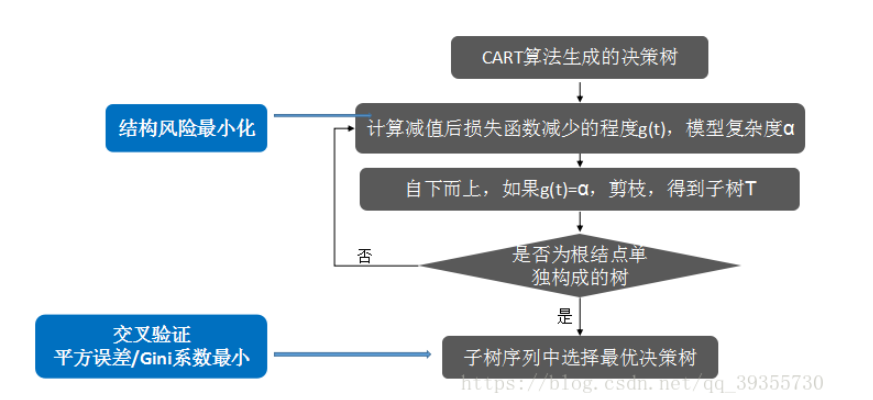 CART算法生成的决策树
结构风险最小化
计算减值后损失函数减少的程度g(t)，模型复杂度α
自下而上，如果g(t)=α，剪枝，得到子树T
否
是否为根结点单
独构成的树
是
交叉验证
平方误差/Gini系数最小
子树序列中选择最优决策树
https://blog.csdn.net/qq_39355730